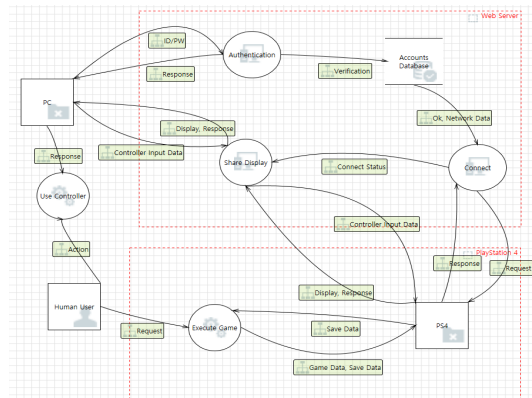 Web Server
ID/PW
Authentication
Accounts
Database
Response
Verification
PC
Ok, Network Data
Display, Response
Controller Input Data
Response
Share Display
Connect Status
Connect
Use Controller
Controller Input Data
Action
PlayStation 4
Response
Request
Human User
Display, Response
Request
Execute Game
Save Data
PS4
Game Data, Save Data